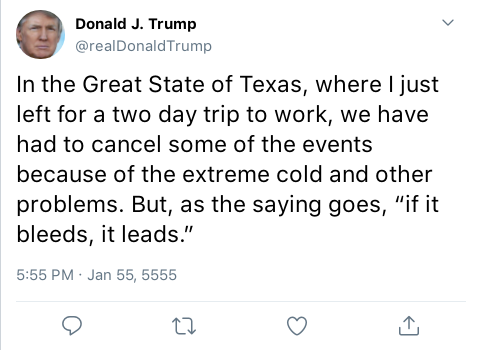 Donald J. Trump
@realDonaldTrump
In the Great State of Texas, where I just
left for a two day trip to work, we have
had to cancel some of the events
because of the extreme cold and other
problems. But, as the saying goes, “if it
bleeds, it leads.”
5:55 PM · Jan 55, 5555